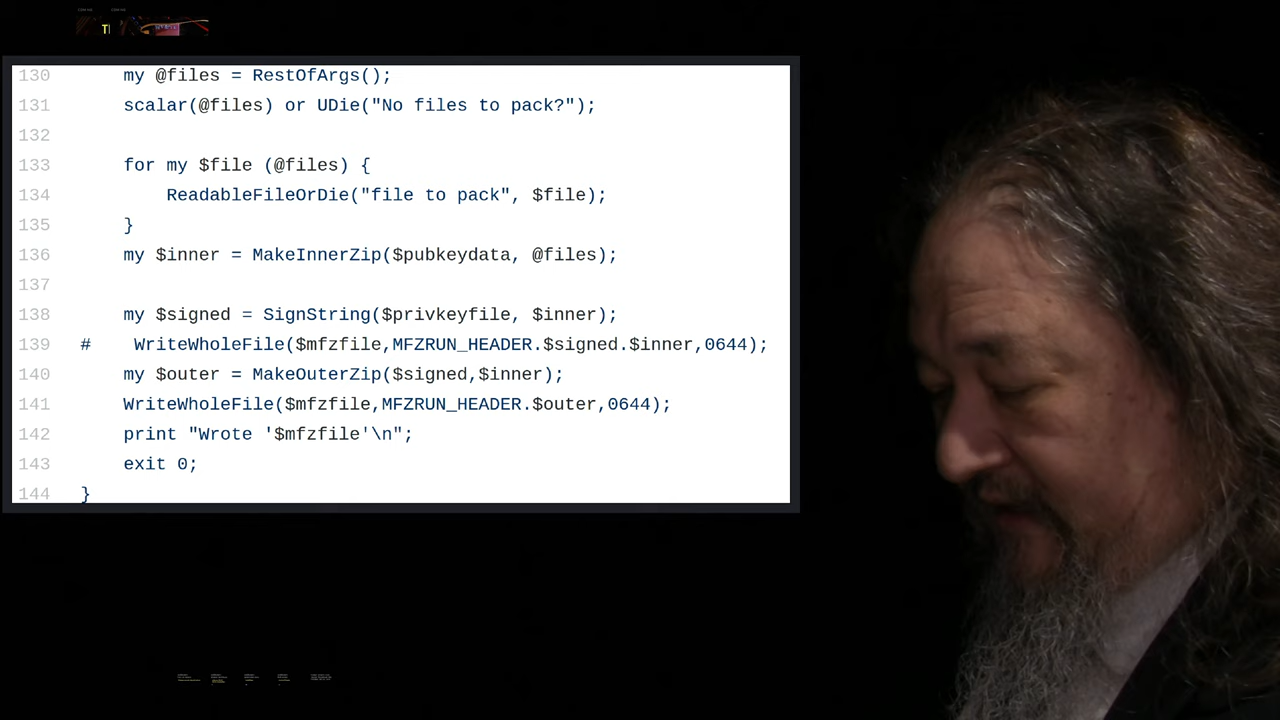 130 my @files = RestOfArgs();
131 scalar(@files) or UDie("No files to pack?");
132
133 for my $file (@files) {
134 ReadableFileOrDie("file to pack", $file);
135 }
136 my $inner = MakeInnerZip($pubkeydata, @files);
137
138 my $signed = SignString($privkeyfile, $inner);
139 # WriteWholeFile($mfzfile,MFZRUN_HEADER.$signed.$inner,0644);
140 my $outer = MakeOuterZip($signed,$inner);
141 WriteWholeFile($mfzfile,MFZRUN_HEADER.$outer,0644);
142 print "Wrote '$mfzfile'\n";
143 exit 0;
144 }